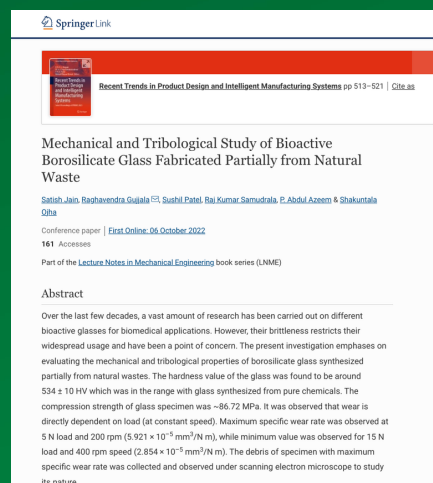 Springer Link
Recent Trends in
Product Design
and Intelligent
Manufacturing
Systems
Recent Trends in Product Design and Intelligent Manufacturing Systems pp 513–521 | Cite as
Mechanical and Tribological Study of Bioactive
Borosilicate Glass Fabricated Partially from Natural
Waste
Satish Jain, Raghavendra Gujjala, Sushil Patel, Raj Kumar Samudrala, P. Abdul Azeem & Shakuntala
Ojha
Conference paper | First Online: 06 October 2022
161 Accesses
Part of the Lecture Notes in Mechanical Engineering book series (LNME)
Abstract
Over the last few decades, a vast amount of research has been carried out on different
bioactive glasses for biomedical applications. However, their brittleness restricts their
widespread usage and have been a point of concern. The present investigation emphases on
evaluating the mechanical and tribological properties of borosilicate glass synthesized
partially from natural wastes. The hardness value of the glass was found to be around
534 ± 10 HV which was in the range with glass synthesized from pure chemicals. The
compression strength of glass specimen was ~86.72 MPa. It was observed that wear is
directly dependent on load (at constant speed). Maximum specific wear rate was observed at
5 N load and 200 rpm (5.921 × 10⁻⁵ mm³/N m), while minimum value was observed for 15 N
load and 400 rpm speed (2.854 × 10⁻⁵ mm³/N m). The debris of specimen with maximum
specific wear rate was collected and observed under scanning electron microscope to study
its nature.